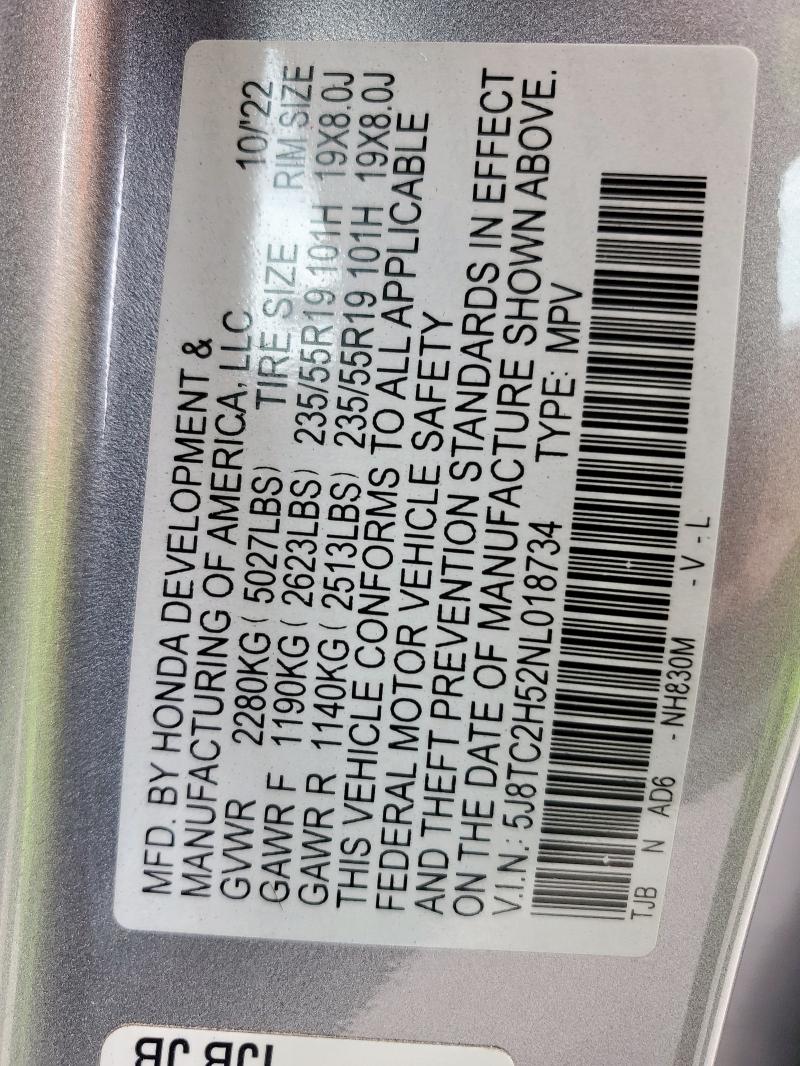 MFD. BY HONDA DEVELOPMENT &
MANUFACTURING OF AMERICA, LLC 10/'22
GVWR 2280KG ( 5027LBS) TIRE SIZE RIM SIZE
GAWR F 1190KG ( 2623LBS) 235/55R19 101H 19X8.0J
GAWR R 1140KG ( 2513LBS) 235/55R19 101H 19X8.0J
THIS VEHICLE CONFORMS TO ALL APPLICABLE
FEDERAL MOTOR VEHICLE SAFETY
AND THEFT PREVENTION STANDARDS IN EFFECT
ON THE DATE OF MANUFACTURE SHOWN ABOVE.
V.I.N.: 5J8TC2H52NL018734 TYPE: MPV
TJB N AD6 - NH830M - V - L